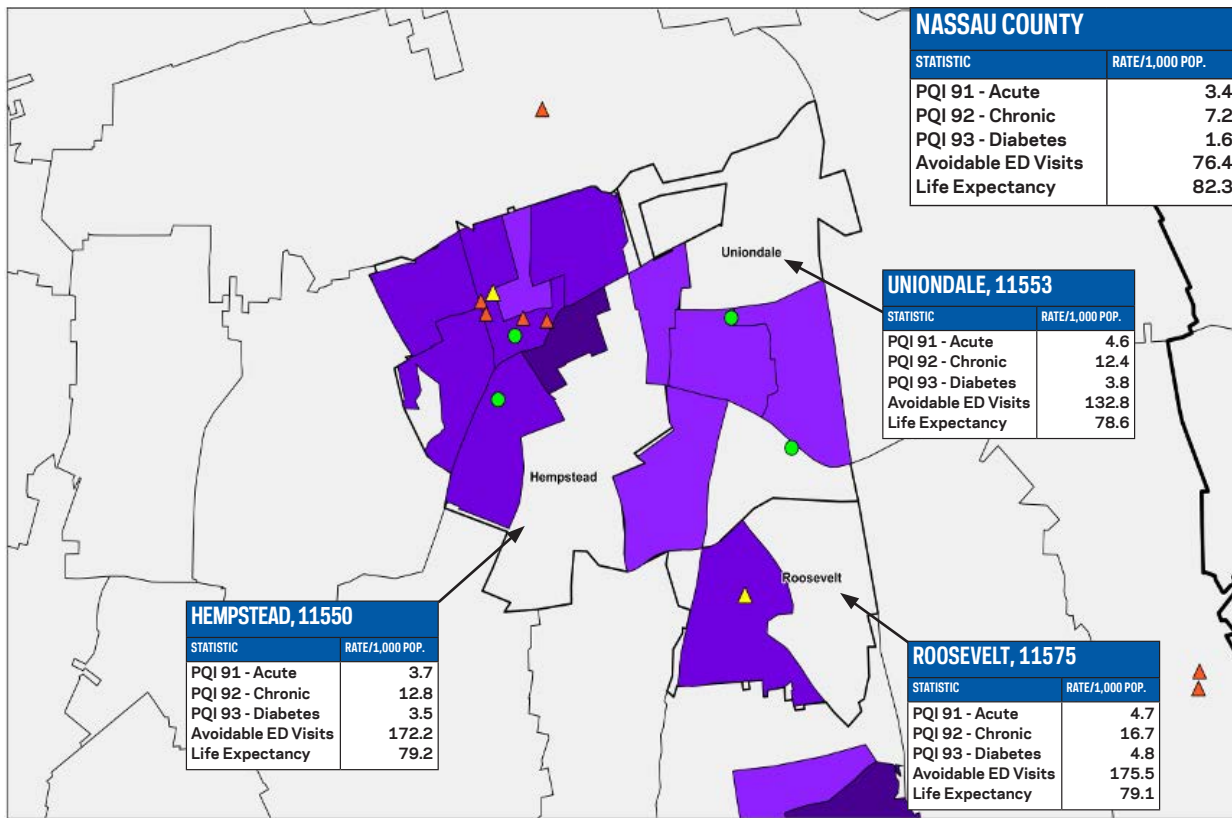 NASSAU COUNTY
STATISTIC RATE/1,000 POP.
PQI 91 - Acute 3.4
PQI 92 - Chronic 7.2
PQI 93 - Diabetes 1.6
Avoidable ED Visits 76.4
Life Expectancy 82.3
Uniondale
UNIONDALE, 11553
STATISTIC RATE/1,000 POP.
PQI 91 - Acute 4.6
PQI 92 - Chronic 12.4
PQI 93 - Diabetes 3.8
Avoidable ED Visits 132.8
Life Expectancy 78.6
Hempstead
Roosevelt
HEMPSTEAD, 11550
STATISTIC RATE/1,000 POP.
PQI 91 - Acute 3.7
PQI 92 - Chronic 12.8
PQI 93 - Diabetes 3.5
Avoidable ED Visits 172.2
Life Expectancy 79.2
ROOSEVELT, 11575
STATISTIC RATE/1,000 POP.
PQI 91 - Acute 4.7
PQI 92 - Chronic 16.7
PQI 93 - Diabetes 4.8
Avoidable ED Visits 175.5
Life Expectancy 79.1